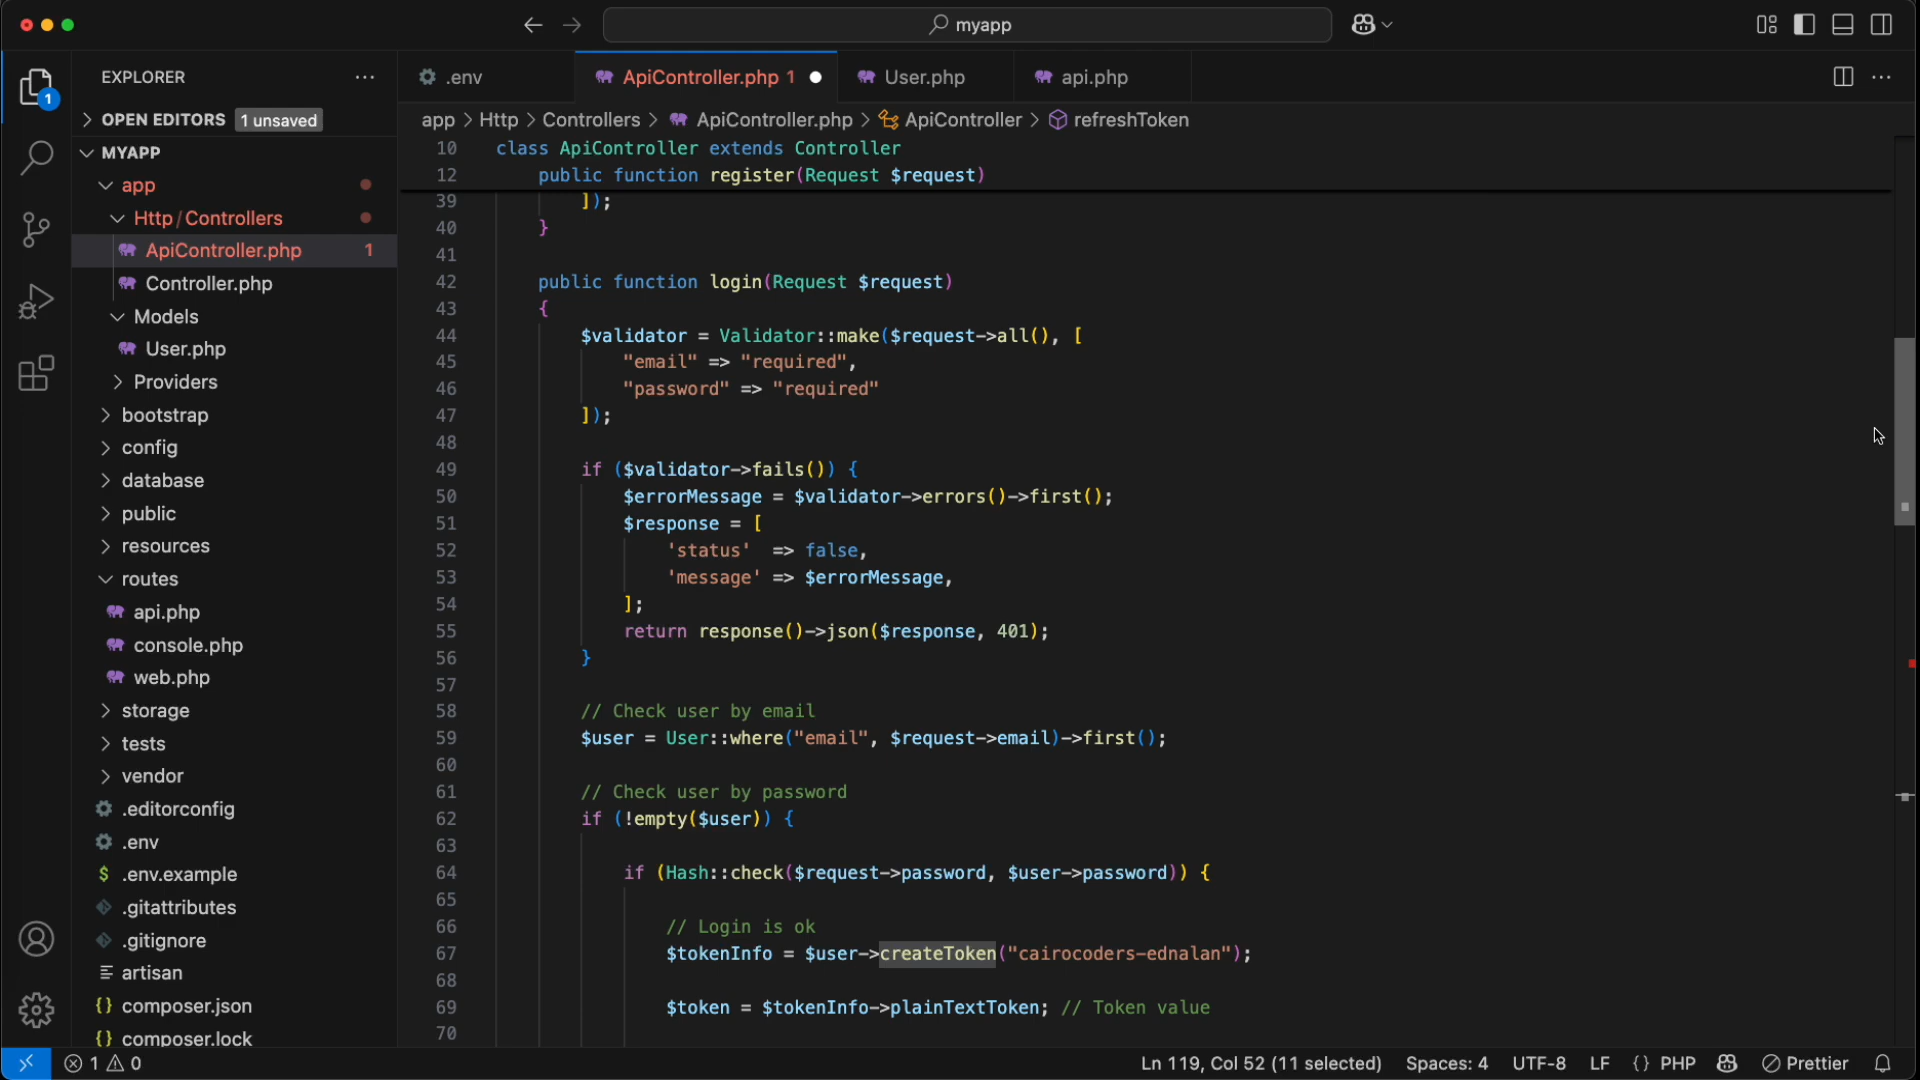 myapp
EXPLORER
OPEN EDITORS 1 unsaved
MYAPP
app
Http / Controllers
ApiController.php 1
Controller.php
Models
User.php
Providers
bootstrap
config
database
public
resources
routes
api.php
console.php
web.php
storage
tests
vendor
.editorconfig
.env
$ .env.example
.gitattributes
.gitignore
artisan
{} composer.json
{} composer.lock
1
.env
ApiController.php 1
User.php
api.php
app > Http > Controllers > ApiController.php > ApiController > refreshToken
10 class ApiController extends Controller
12 public function register(Request $request)
39 ]);
40 }
41
42 public function login(Request $request)
43 {
44 $validator = Validator::make($request->all(), [
45 "email" => "required",
46 "password" => "required"
47 ]);
48
49 if ($validator->fails()) {
50 $errorMessage = $validator->errors()->first();
51 $response = [
52 'status' => false,
53 'message' => $errorMessage,
54 ];
55 return response()->json($response, 401);
56 }
57
58 // Check user by email
59 $user = User::where("email", $request->email)->first();
60
61 // Check user by password
62 if (!empty($user)) {
63
64 if (Hash::check($request->password, $user->password)) {
65
66 // Login is ok
67 $tokenInfo = $user->createToken("cairocoders-ednalan");
68
69 $token = $tokenInfo->plainTextToken; // Token value
70
1 0
Ln 119, Col 52 (11 selected) Spaces: 4 UTF-8 LF {} PHP Prettier